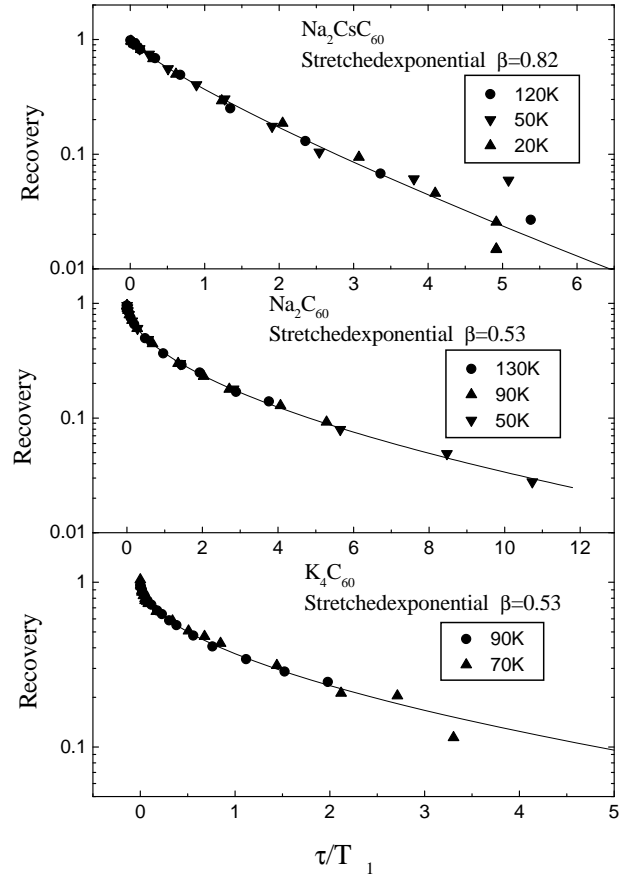 Na2CsC60
Stretchedexponential β=0.82
120K
50K
20K
Recovery
1
0.1
0.01
0 1 2 3 4 5 6
Na2C60
Stretchedexponential β=0.53
130K
90K
50K
Recovery
1
0.1
0.01
0 2 4 6 8 10 12
K4C60
Stretchedexponential β=0.53
90K
70K
Recovery
1
0.1
0 1 2 3 4 5
τ/T 1